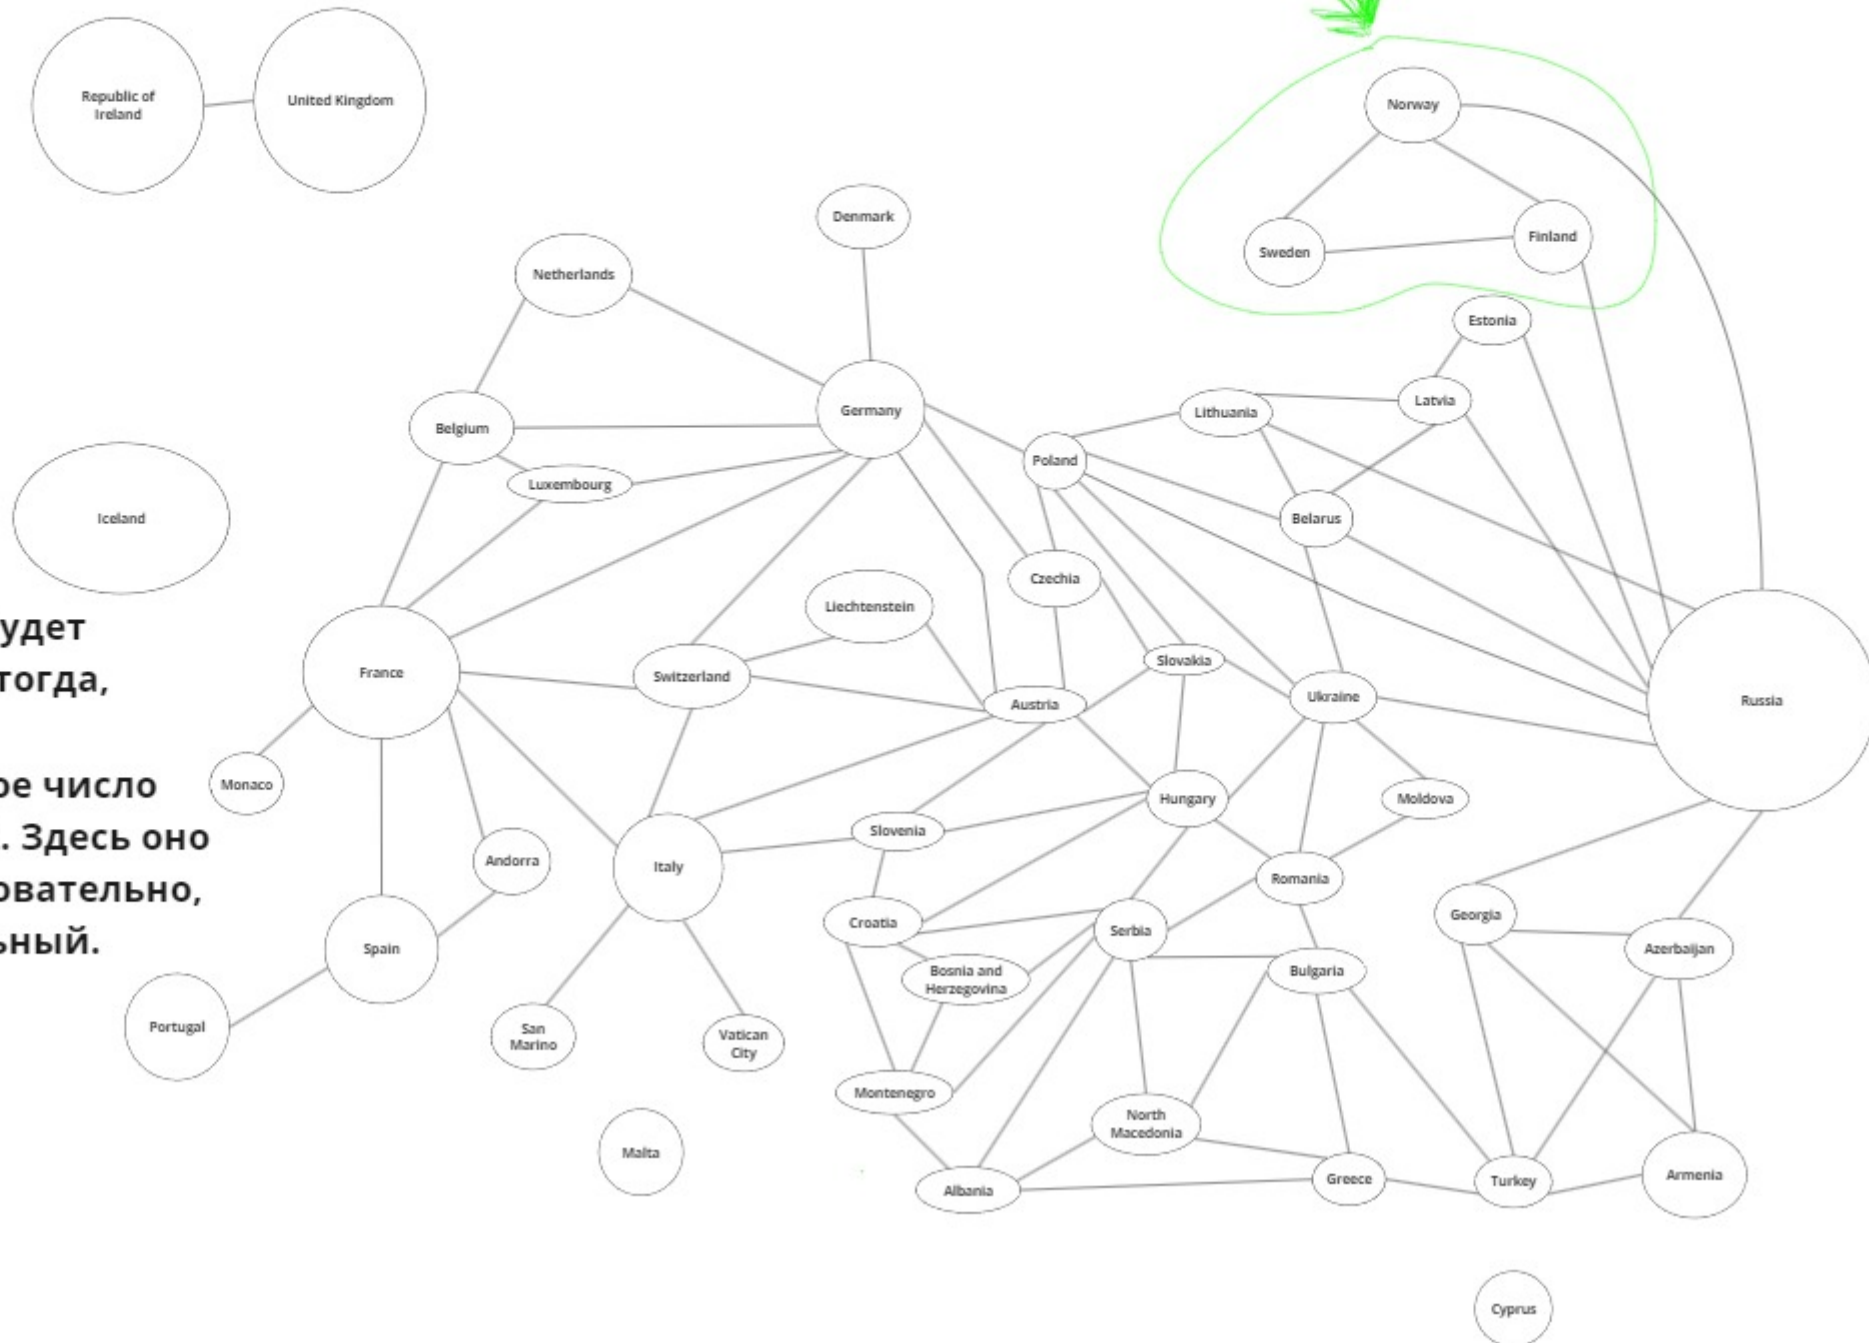 Republic of
Ireland
United Kingdom
Norway
Denmark
Sweden
Finland
Netherlands
Estonia
Germany
Lithuania
Latvia
Belgium
Poland
Luxembourg
Iceland
Belarus
Czechia
Liechtenstein
удет
тогда,
France
Switzerland
Slovakia
Austria
Ukraine
Russia
Monaco
Hungary
Moldova
ое число
. Здесь оно
овательно,
ьный.
Slovenia
Andorra
Italy
Romania
Croatia
Serbia
Georgia
Azerbaijan
Spain
Bosnia and
Herzegovina
Bulgaria
Portugal
San
Marino
Vatican
City
Montenegro
North
Macedonia
Malta
Albania
Greece
Turkey
Armenia
Cyprus